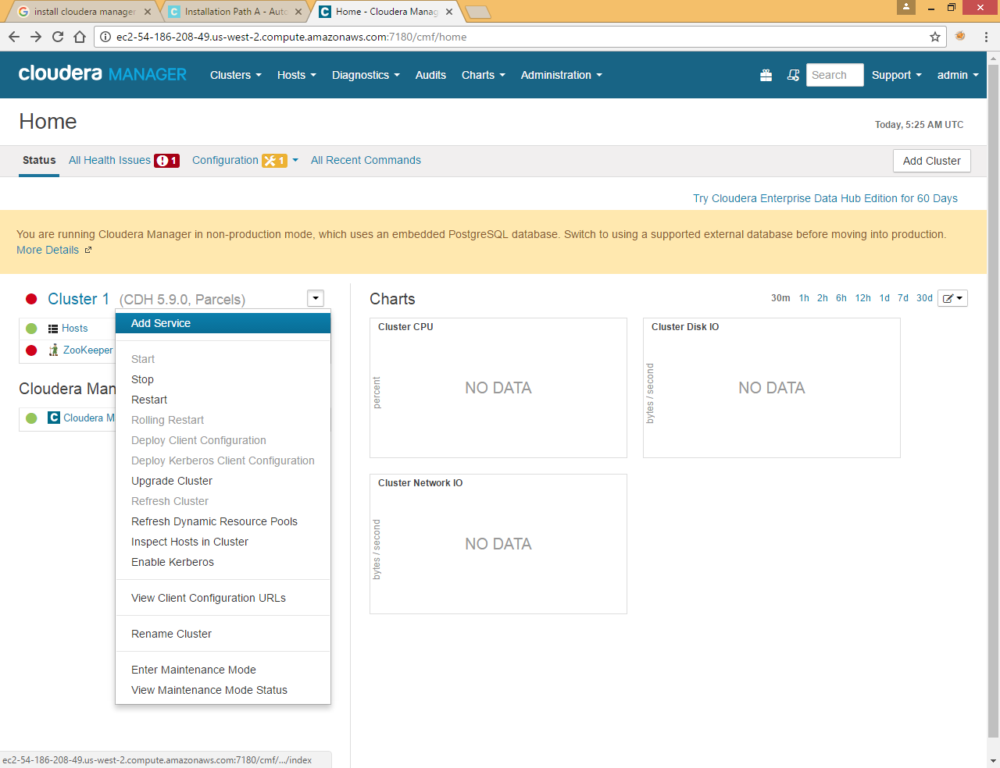 install cloudera manager
Installation Path A - Auto
Home - Cloudera Manag
ec2-54-186-208-49.us-west-2.compute.amazonaws.com:7180/cmf/home
cloudera MANAGER
Clusters
Hosts
Diagnostics
Audits
Charts
Administration
Search
Support
admin
Home
Today, 5:25 AM UTC
Status
All Health Issues 1
Configuration 1
All Recent Commands
Add Cluster
Try Cloudera Enterprise Data Hub Edition for 60 Days
You are running Cloudera Manager in non-production mode, which uses an embedded PostgreSQL database. Switch to using a supported external database before moving into production.
More Details
Cluster 1 (CDH 5.9.0, Parcels)
Hosts
ZooKeeper
Cloudera Man
Cloudera M
Add Service
Start
Stop
Restart
Rolling Restart
Deploy Client Configuration
Deploy Kerberos Client Configuration
Upgrade Cluster
Refresh Cluster
Refresh Dynamic Resource Pools
Inspect Hosts in Cluster
Enable Kerberos
View Client Configuration URLs
Rename Cluster
Enter Maintenance Mode
View Maintenance Mode Status
Charts
30m 1h 2h 6h 12h 1d 7d 30d
Cluster CPU
percent
NO DATA
Cluster Disk IO
bytes / second
NO DATA
Cluster Network IO
bytes / second
NO DATA
ec2-54-186-208-49.us-west-2.compute.amazonaws.com:7180/cmf/.../index